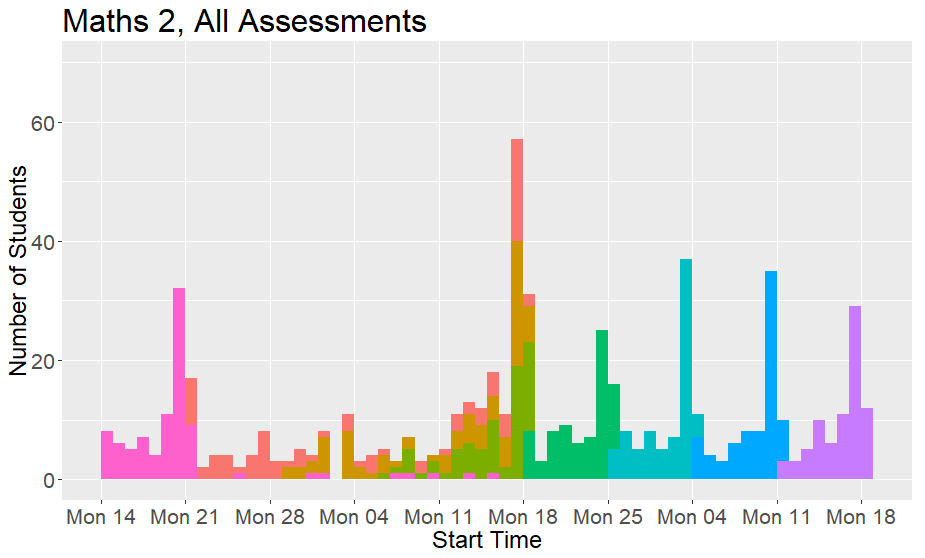 Maths 2, All Assessments
Number of Students
60
40
20
0
Mon 14 Mon 21 Mon 28 Mon 04 Mon 11 Mon 18 Mon 25 Mon 04 Mon 11 Mon 18
Start Time